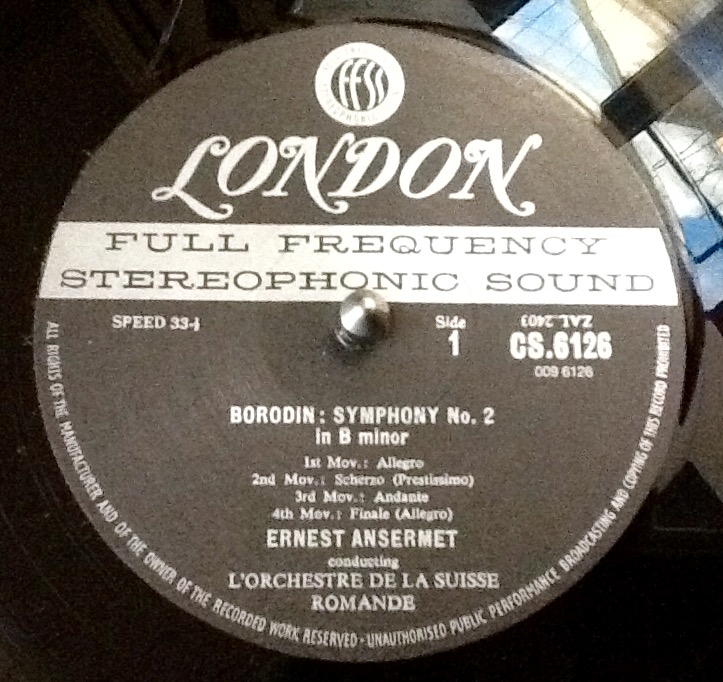 FFSS
LONDON
FULL FREQUENCY
STEREOPHONIC SOUND
SPEED 33⅓
Side
1
ZAL. 2403
CS.6126
009 6126
BORODIN: SYMPHONY No. 2
in B minor
1st Mov.: Allegro
2nd Mov.: Scherzo (Prestissimo)
3rd Mov.: Andante
4th Mov.: Finale (Allegro)
ERNEST ANSERMET
conducting
L'ORCHESTRE DE LA SUISSE
ROMANDE
ALL RIGHTS OF THE MANUFACTURER AND OF THE OWNER OF THE RECORDED WORK RESERVED · UNAUTHORISED PUBLIC PERFORMANCE BROADCASTING AND COPYING OF THIS RECORD PROHIBITED